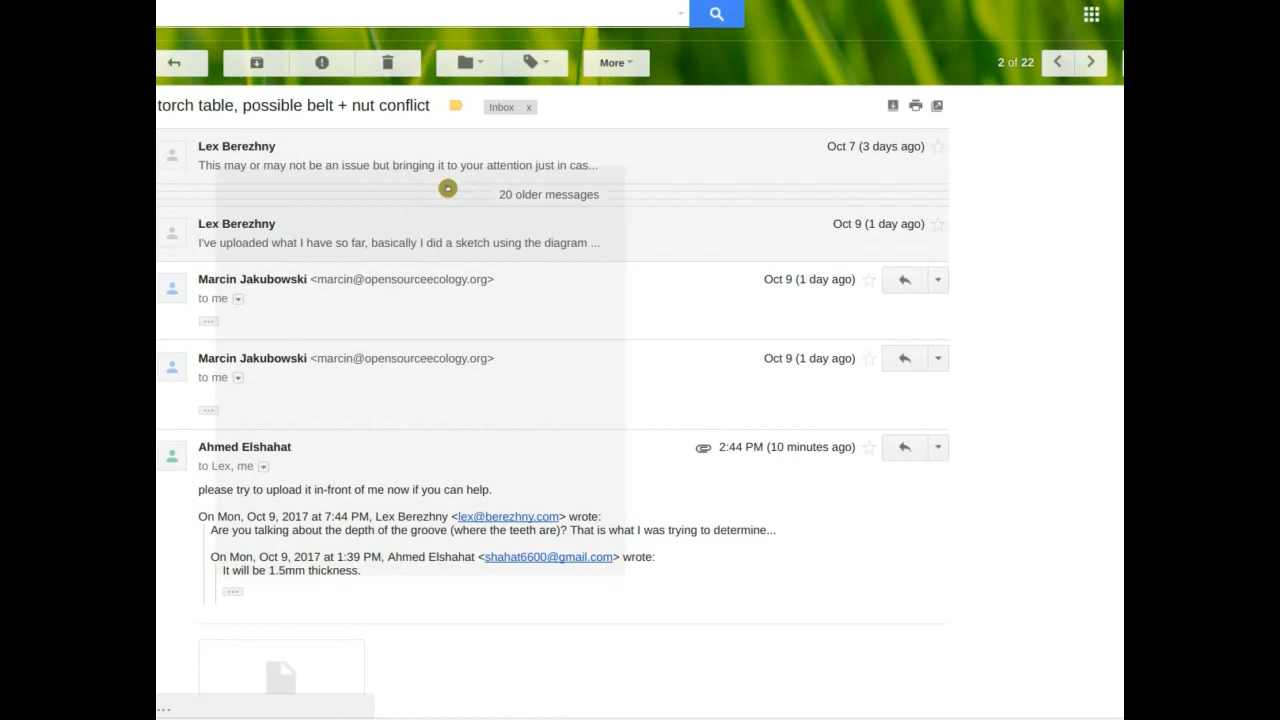 More
2 of 22
torch table, possible belt + nut conflict
Inbox x
Lex Berezhny
Oct 7 (3 days ago)
This may or may not be an issue but bringing it to your attention just in cas...
20 older messages
Lex Berezhny
Oct 9 (1 day ago)
I've uploaded what I have so far, basically I did a sketch using the diagram ...
Marcin Jakubowski <marcin@opensourceecology.org>
Oct 9 (1 day ago)
to me
Marcin Jakubowski <marcin@opensourceecology.org>
Oct 9 (1 day ago)
to me
Ahmed Elshahat
2:44 PM (10 minutes ago)
to Lex, me
please try to upload it in-front of me now if you can help.
On Mon, Oct 9, 2017 at 7:44 PM, Lex Berezhny <lex@berezhny.com> wrote:
Are you talking about the depth of the groove (where the teeth are)? That is what I was trying to determine...
On Mon, Oct 9, 2017 at 1:39 PM, Ahmed Elshahat <shahat6600@gmail.com> wrote:
It will be 1.5mm thickness.